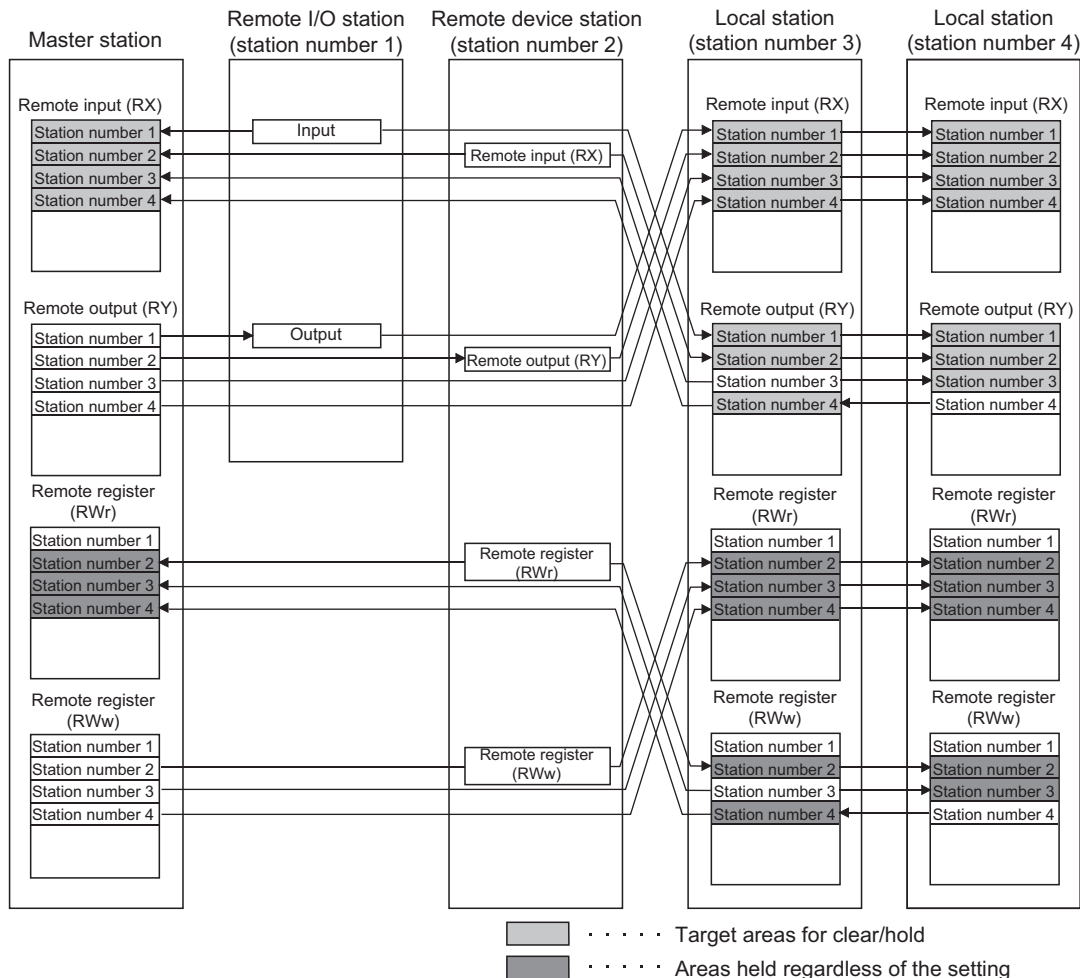 Master station
Remote I/O station
(station number 1)
Remote device station
(station number 2)
Local station
(station number 3)
Local station
(station number 4)
Remote input (RX)
Station number 1
Station number 2
Station number 3
Station number 4
Input
Remote input (RX)
Remote input (RX)
Station number 1
Station number 2
Station number 3
Station number 4
Remote input (RX)
Station number 1
Station number 2
Station number 3
Station number 4
Remote output (RY)
Station number 1
Station number 2
Station number 3
Station number 4
Output
Remote output (RY)
Remote output (RY)
Station number 1
Station number 2
Station number 3
Station number 4
Remote output (RY)
Station number 1
Station number 2
Station number 3
Station number 4
Remote register
(RWr)
Station number 1
Station number 2
Station number 3
Station number 4
Remote register
(RWr)
Remote register
(RWr)
Station number 1
Station number 2
Station number 3
Station number 4
Remote register
(RWr)
Station number 1
Station number 2
Station number 3
Station number 4
Remote register
(RWw)
Station number 1
Station number 2
Station number 3
Station number 4
Remote register
(RWw)
Remote register
(RWw)
Station number 1
Station number 2
Station number 3
Station number 4
Remote register
(RWw)
Station number 1
Station number 2
Station number 3
Station number 4
· · · · · Target areas for clear/hold
· · · · · Areas held regardless of the setting